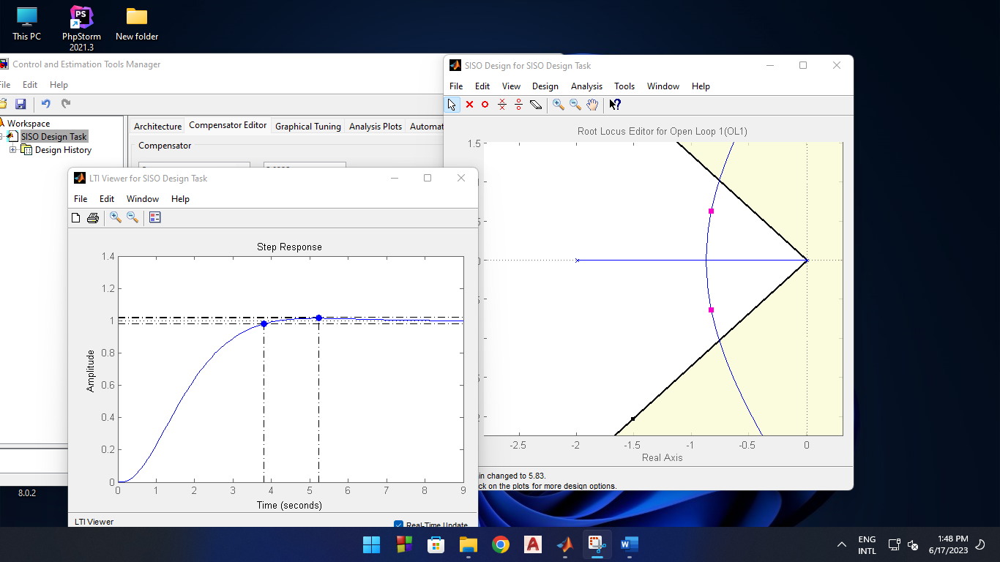 This PC
PhpStorm
2021.3
New folder
Control and Estimation Tools Manager
File Edit Help
Workspace
SISO Design Task
Design History
Architecture Compensator Editor Graphical Tuning Analysis Plots Automat
Compensator
SISO Design for SISO Design Task
File Edit View Design Analysis Tools Window Help
Root Locus Editor for Open Loop 1(OL1)
1.5
-2.5 -2 -1.5 -1 -0.5 0
Real Axis
in changed to 5.83.
ck on the plots for more design options.
LTI Viewer for SISO Design Task
File Edit Window Help
Step Response
1.4
1.2
1
0.8
0.6
0.4
0.2
0
Amplitude
0 1 2 3 4 5 6 7 8 9
Time (seconds)
LTI Viewer
Real-Time Update
8.0.2
ENG
INTL
1:48 PM
6/17/2023